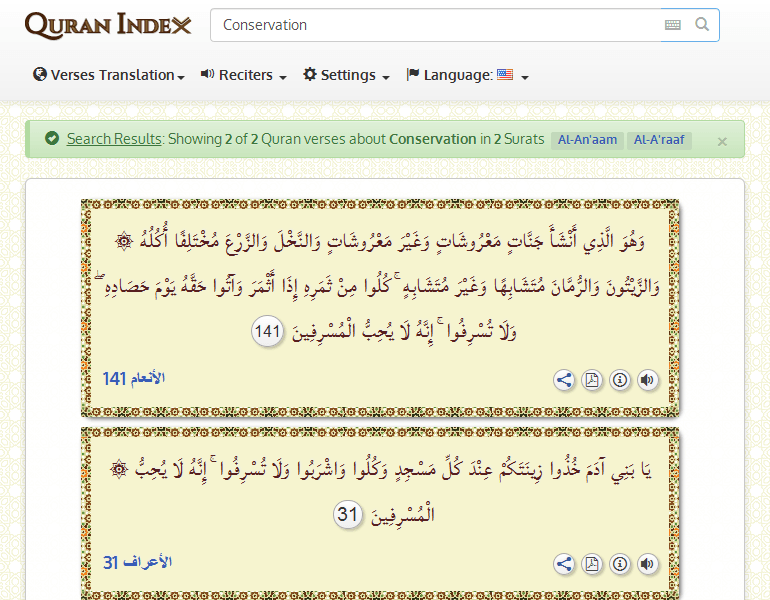 QURAN INDEX
Conservation
Verses Translation Reciters Settings Language:
Search Results: Showing 2 of 2 Quran verses about Conservation in 2 Surats Al-An'aam Al-A'raaf ×
۞ وَهُوَ الَّذِي أَنْشَأَ جَنَّاتٍ مَعْرُوشَاتٍ وَغَيْرَ مَعْرُوشَاتٍ وَالنَّخْلَ وَالزَّرْعَ مُخْتَلِفًا أُكُلُهُ
وَالزَّيْتُونَ وَالرُّمَّانَ مُتَشَابِهًا وَغَيْرَ مُتَشَابِهٍ ۚ كُلُوا مِنْ ثَمَرِهِ إِذَا أَثْمَرَ وَآتُوا حَقَّهُ يَوْمَ حَصَادِهِ ۖ
وَلَا تُسْرِفُوا ۚ إِنَّهُ لَا يُحِبُّ الْمُسْرِفِينَ 141
الأنعام 141
۞ يَا بَنِي آدَمَ خُذُوا زِينَتَكُمْ عِنْدَ كُلِّ مَسْجِدٍ وَكُلُوا وَاشْرَبُوا وَلَا تُسْرِفُوا ۚ إِنَّهُ لَا يُحِبُّ
الْمُسْرِفِينَ 31
الأعراف 31